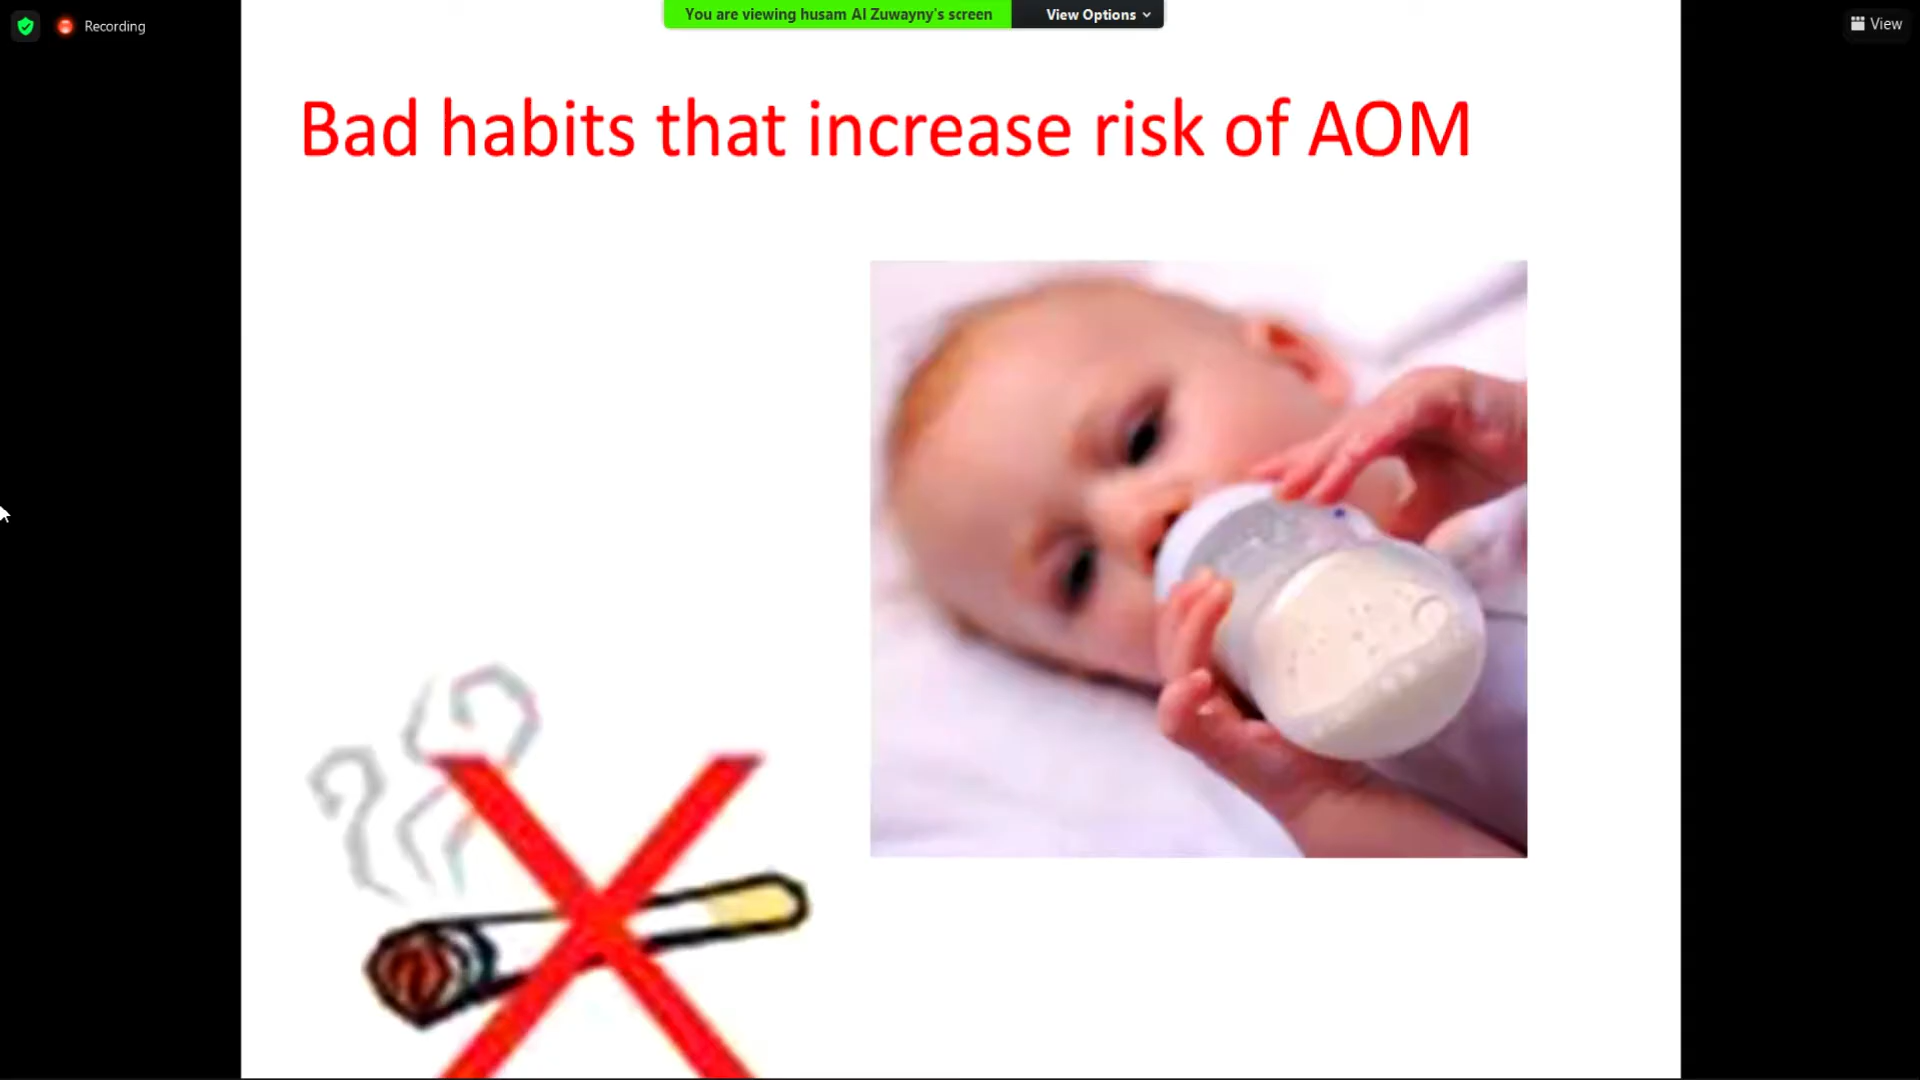 Recording
You are viewing husam Al Zuwayny's screen
View Options
View
Bad habits that increase risk of AOM